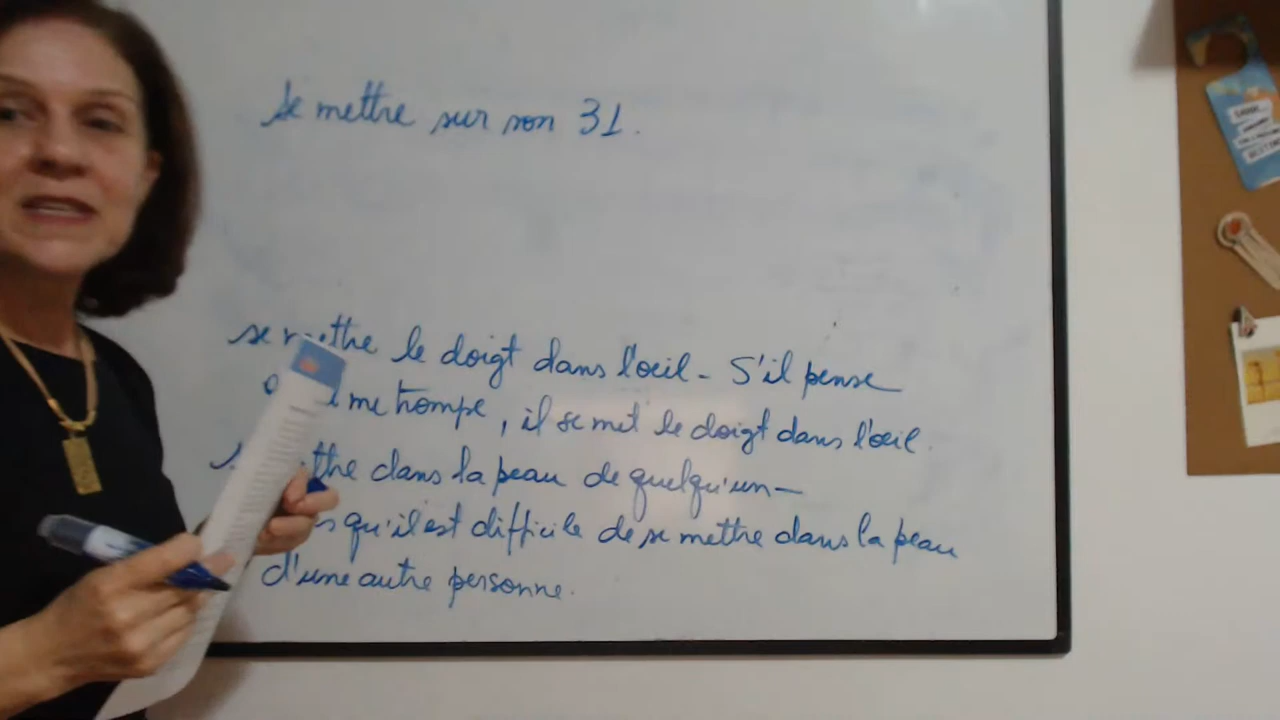 se mettre sur son 31.
se mettre le doigt dans l'oeil - S'il pense
me trompe, il se met le doigt dans l'oeil.
dans la peau de quelqu'un -
qu'il est difficile de se mettre dans la peau
d'une autre personne.